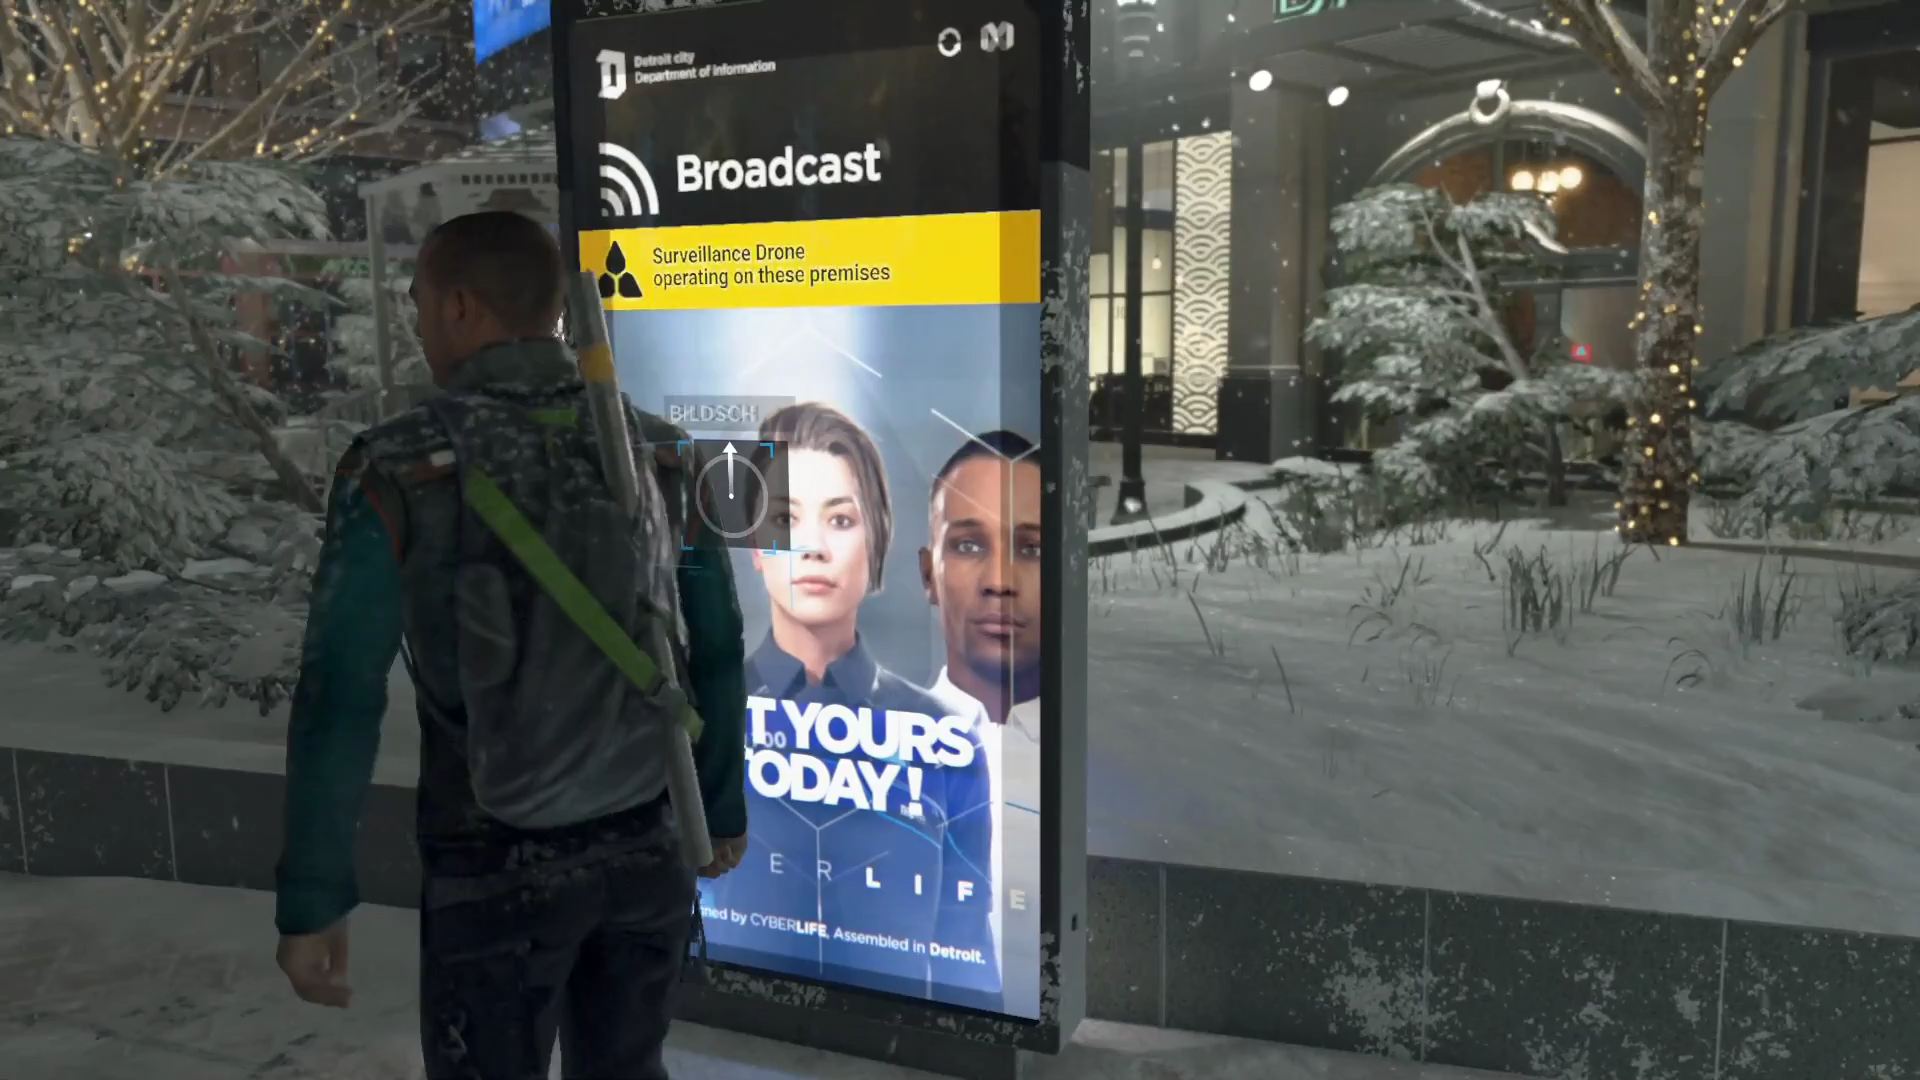 Detroit city
Department of information
Broadcast
Surveillance Drone
operating on these premises
BILDSCH
T YOURS
TODAY !
E R L I F E
ned by CYBERLIFE, Assembled in Detroit.